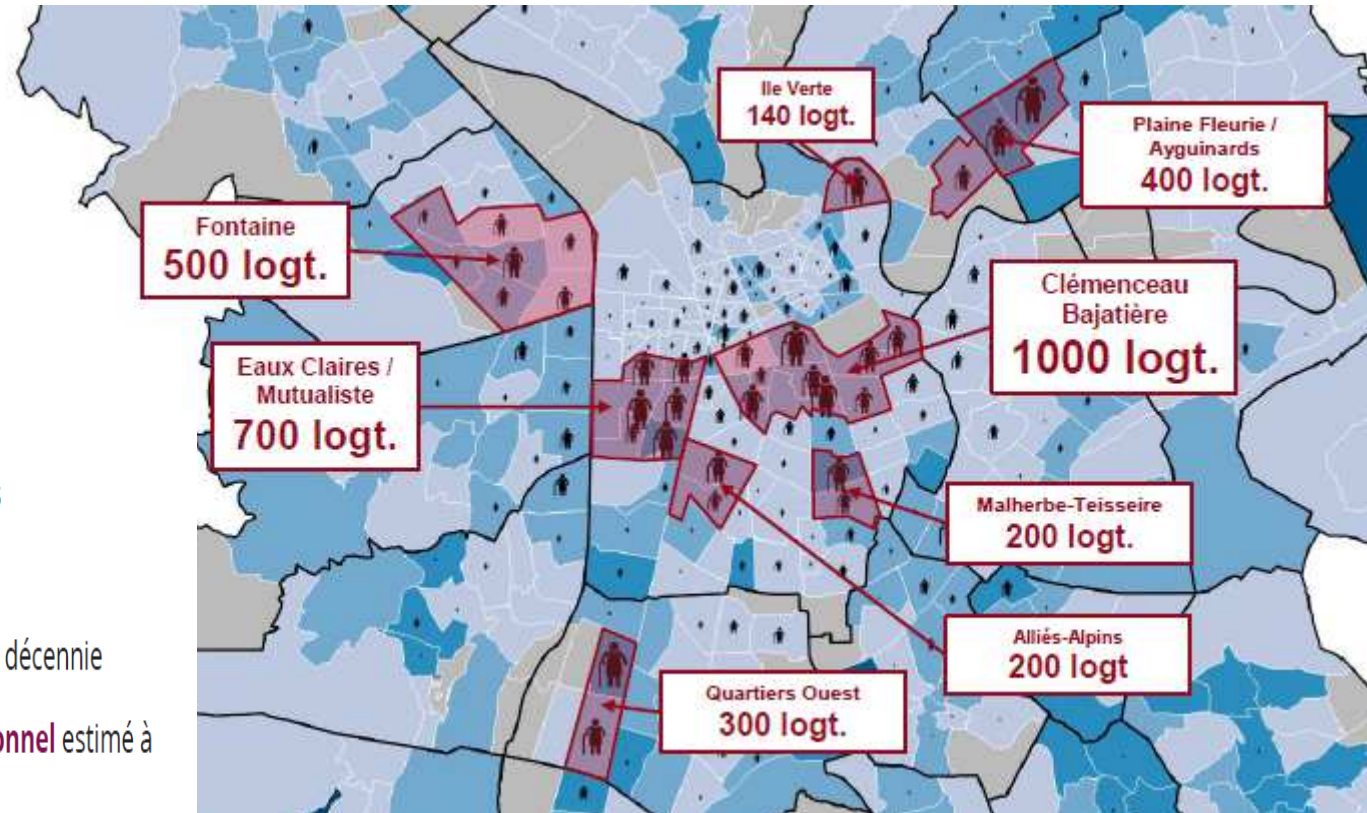 Ile Verte
140 logt.
Plaine Fleurie /
Ayguinards
400 logt.
Fontaine
500 logt.
Clémenceau
Bajatière
1000 logt.
Eaux Claires /
Mutualiste
700 logt.
Malherbe-Teisseire
200 logt.
Alliés-Alpins
200 logt
Quartiers Ouest
300 logt.
décennie
onnel estimé à